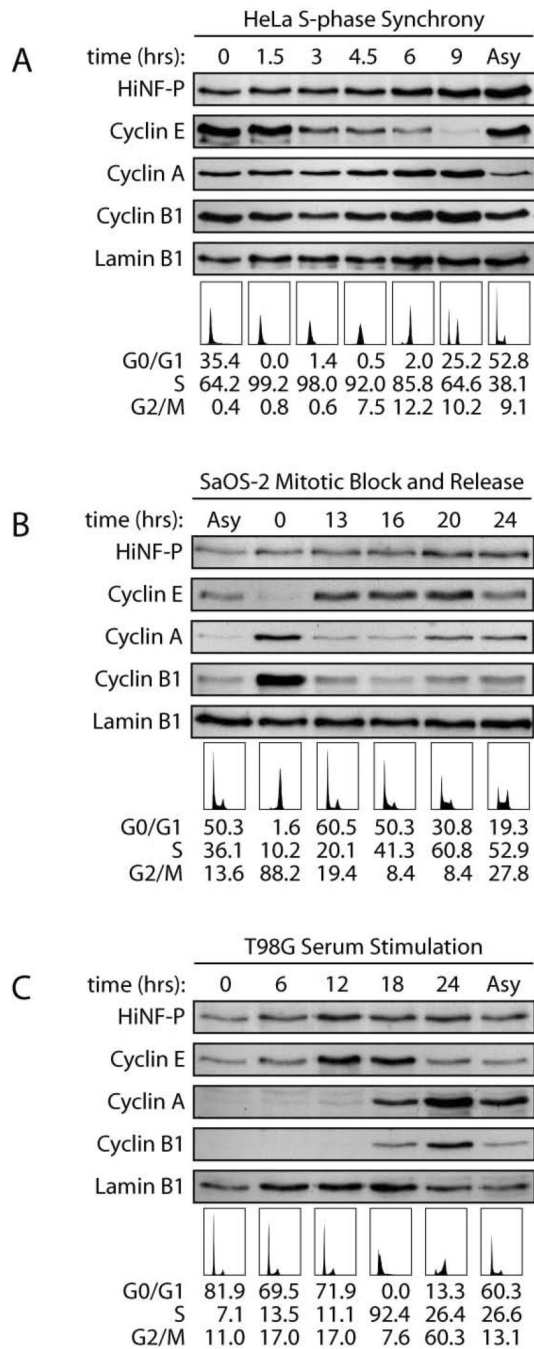 HeLa S-phase Synchrony
A
time (hrs): 0 1.5 3 4.5 6 9 Asy
HiNF-P
Cyclin E
Cyclin A
Cyclin B1
Lamin B1
G0/G1 35.4 0.0 1.4 0.5 2.0 25.2 52.8
S 64.2 99.2 98.0 92.0 85.8 64.6 38.1
G2/M 0.4 0.8 0.6 7.5 12.2 10.2 9.1
SaOS-2 Mitotic Block and Release
B
time (hrs): Asy 0 13 16 20 24
HiNF-P
Cyclin E
Cyclin A
Cyclin B1
Lamin B1
G0/G1 50.3 1.6 60.5 50.3 30.8 19.3
S 36.1 10.2 20.1 41.3 60.8 52.9
G2/M 13.6 88.2 19.4 8.4 8.4 27.8
T98G Serum Stimulation
C
time (hrs): 0 6 12 18 24 Asy
HiNF-P
Cyclin E
Cyclin A
Cyclin B1
Lamin B1
G0/G1 81.9 69.5 71.9 0.0 13.3 60.3
S 7.1 13.5 11.1 92.4 26.4 26.6
G2/M 11.0 17.0 17.0 7.6 60.3 13.1